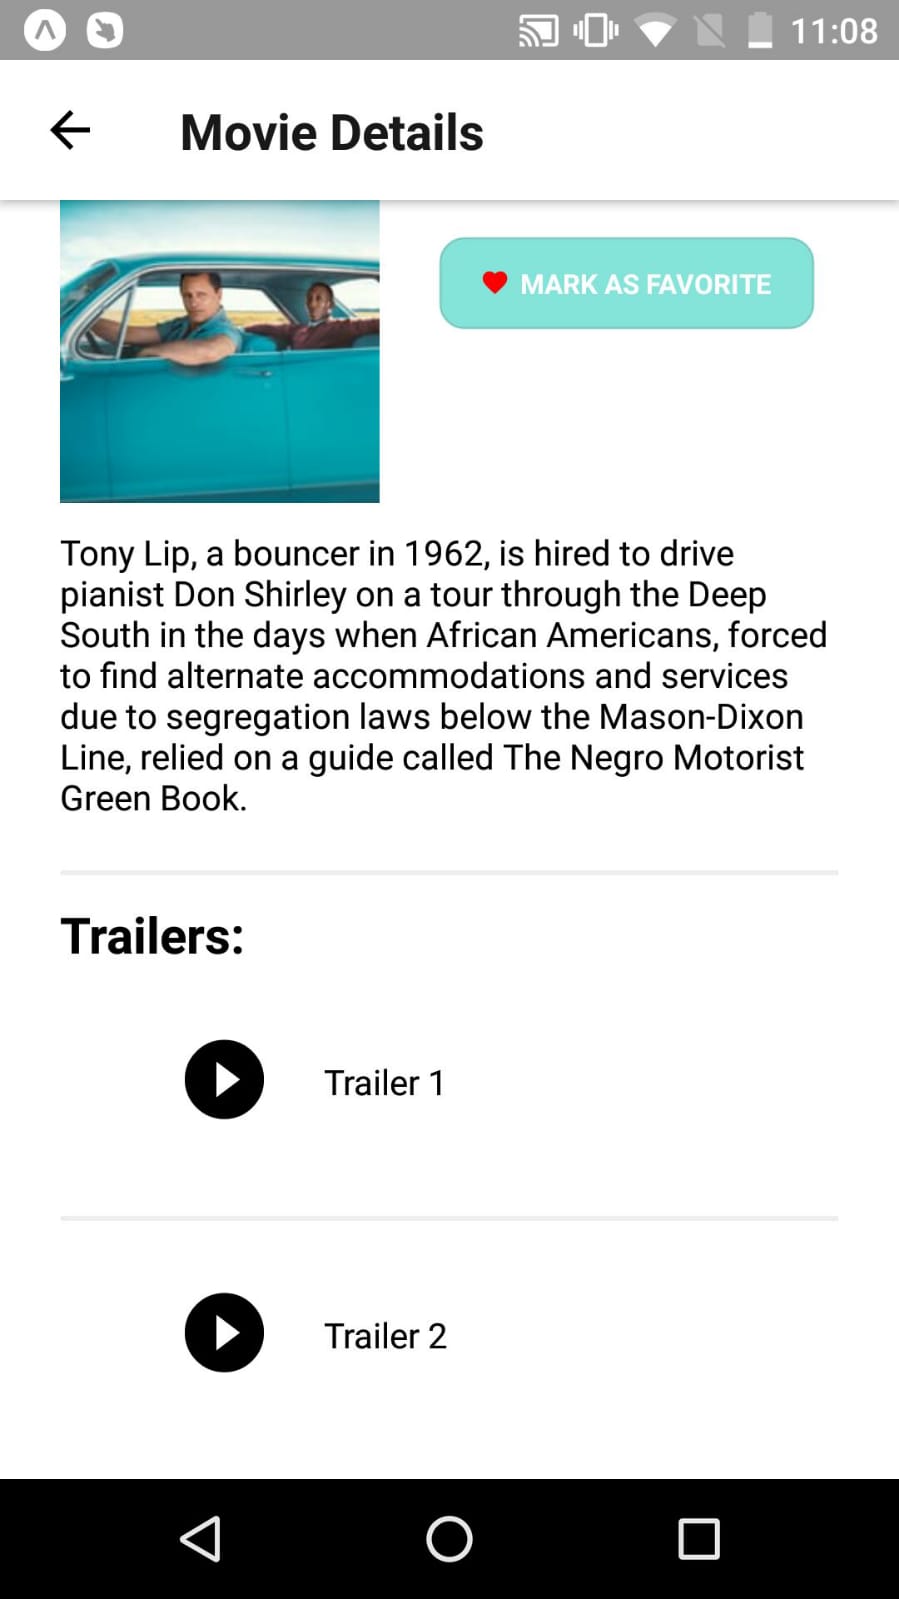 11:08
Movie Details
MARK AS FAVORITE
Tony Lip, a bouncer in 1962, is hired to drive
pianist Don Shirley on a tour through the Deep
South in the days when African Americans, forced
to find alternate accommodations and services
due to segregation laws below the Mason-Dixon
Line, relied on a guide called The Negro Motorist
Green Book.
Trailers:
Trailer 1
Trailer 2